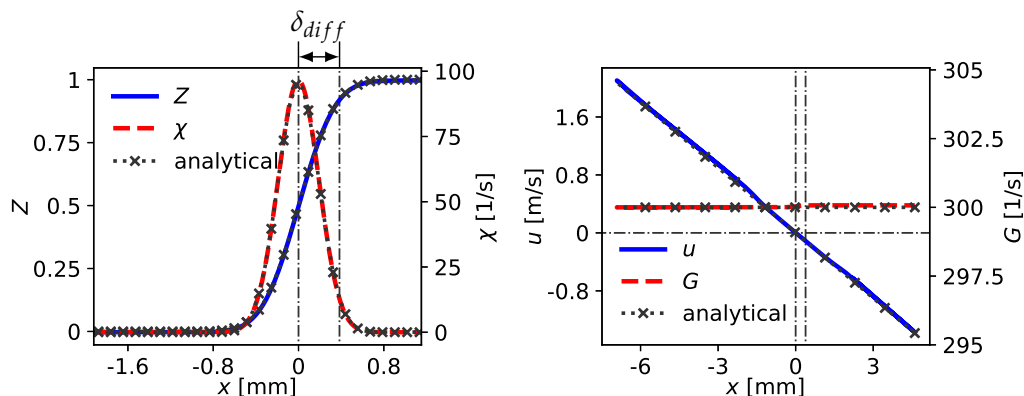 δdiff
1
0.75
0.5
0.25
0
Z
Z
χ
analytical
100
75
50
25
0
χ [1/s]
-1.6
-0.8
0
0.8
x [mm]
1.6
0.8
0
-0.8
u [m/s]
u
G
analytical
305
302.5
300
297.5
295
G [1/s]
-6
-3
0
3
x [mm]